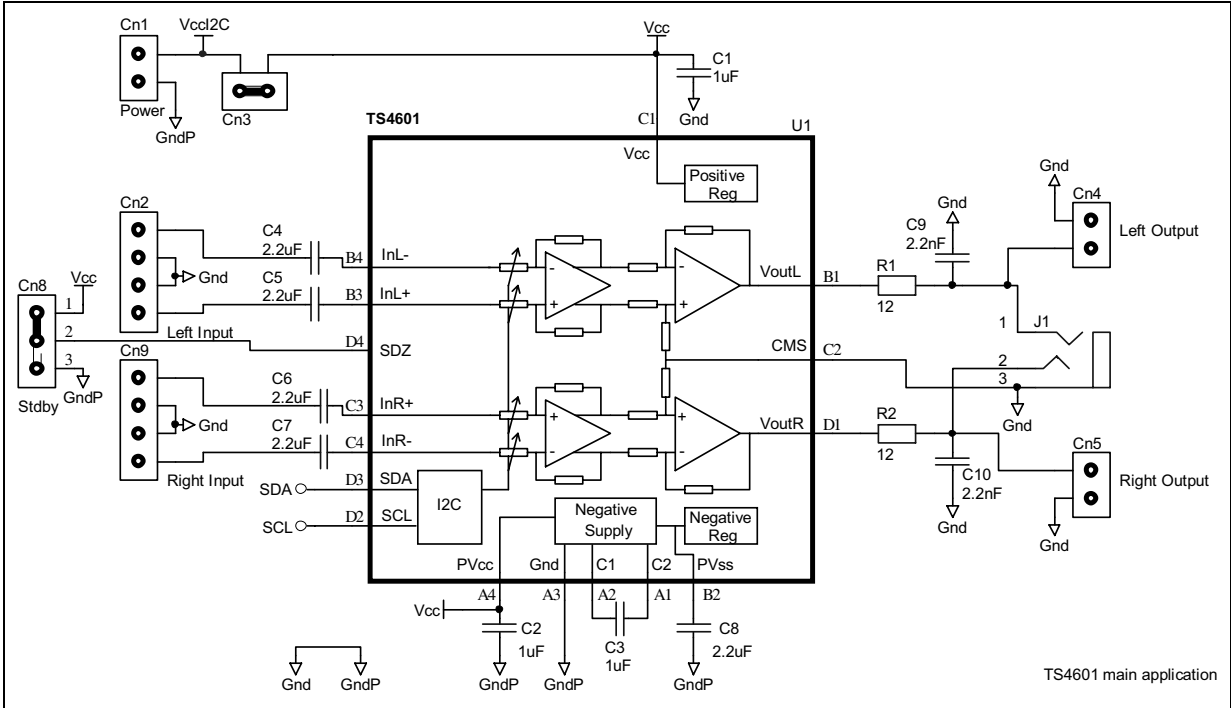 Cn1
VccI2C
Power
GndP
Cn3
Vcc
C1
1uF
Gnd
TS4601
C1
U1
Vcc
Positive
Reg
Cn2
C4
2.2uF
B4
InL-
Gnd
C5
2.2uF
B3
InL+
Left Input
Cn8
Vcc
1
2
3
GndP
Stdby
D4
SDZ
Cn9
C6
2.2uF
C3
InR+
Gnd
C7
2.2uF
C4
InR-
Right Input
SDA
D3
SDA
SCL
D2
SCL
I2C
-
+
-
+
+
-
+
-
VoutL
B1
R1
12
C9
2.2nF
Gnd
Gnd
Cn4
Left Output
1
J1
2
3
CMS
C2
Gnd
VoutR
D1
R2
12
C10
2.2nF
Gnd
Cn5
Right Output
Gnd
Negative
Supply
Negative
Reg
PVcc
Gnd
C1
C2
PVss
A4
A3
A2
A1
B2
Vcc
C2
1uF
C3
1uF
C8
2.2uF
Gnd
GndP
GndP
GndP
GndP
TS4601 main application